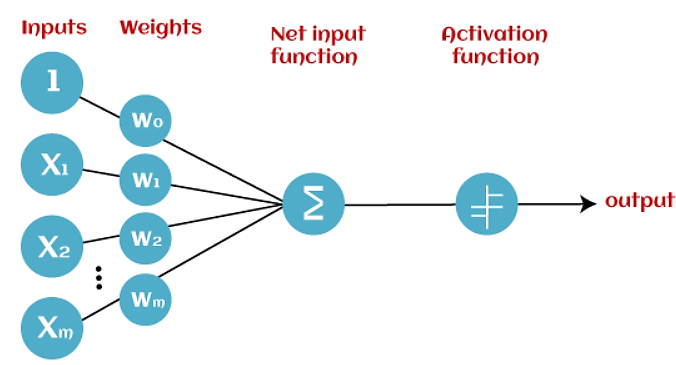 Inputs
Weights
Net input
function
Activation
function
1
X1
X2
Xm
W0
W1
W2
Wm
Σ
output